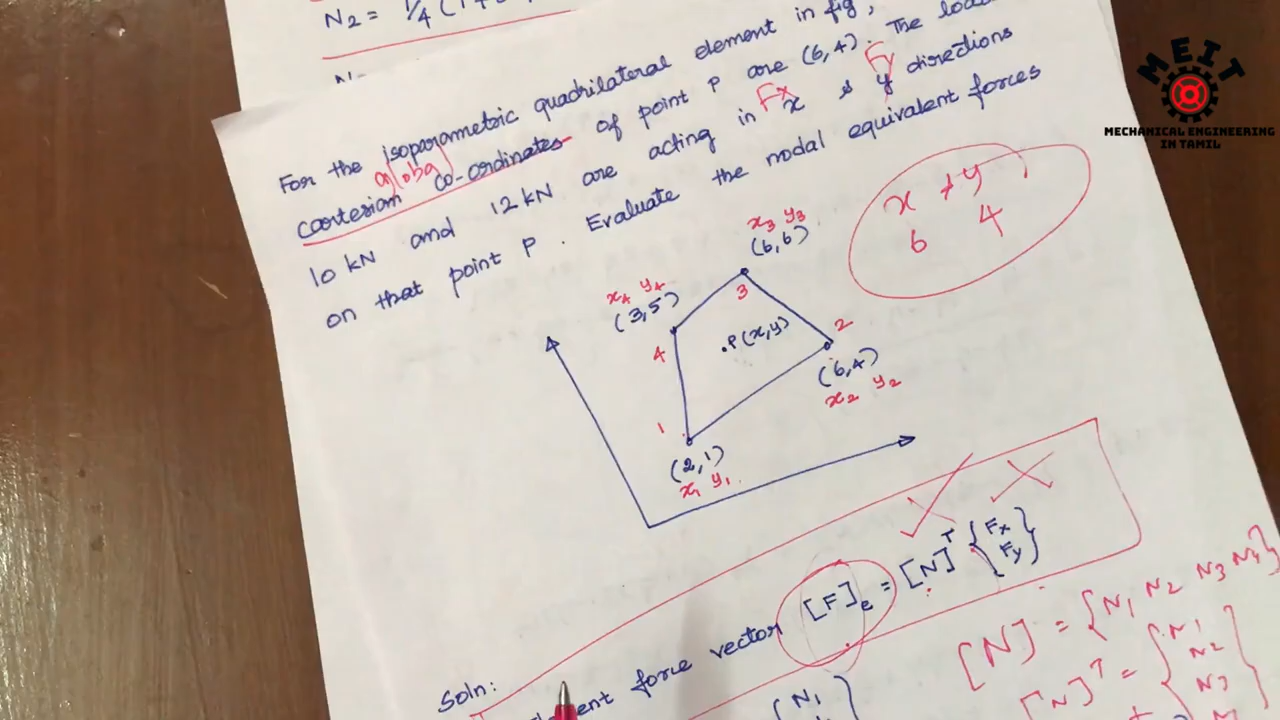 N2 = 1/4 (1+
For the isoparametric quadrilateral element in fig,
Global
cartesian co-ordinates of point P are (6,4). The load
Fx Fy
10 kN and 12 kN are acting in x & y directions
on that point P. Evaluate the nodal equivalent forces
x, y
6 4
MEIT
MECHANICAL ENGINEERING
IN TAMIL
x3 y3
(6,6)
3
x4 y4
(3,5)
4
.P(x,y)
2
(6,4)
x2 y2
1
(2,1)
x1 y1
Soln:
Element force vector [F]e = [N]^T {Fx Fy}
[N] = {N1 N2 N3 N4}
[N]^T = {N1
N2
N3
N1